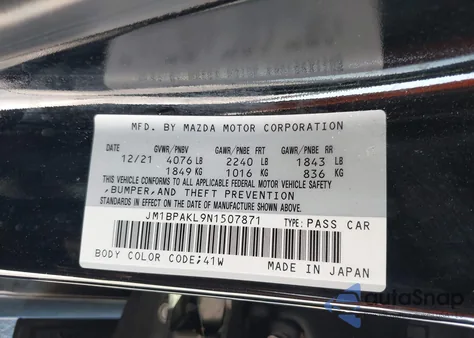 MFD. BY MAZDA MOTOR CORPORATION
DATE GVWR/PNBV GAWR/PNBE FRT GAWR/PNBE RR
12/21 4076 LB 2240 LB 1843 LB
1849 KG 1016 KG 836 KG
THIS VEHICLE CONFORMS TO ALL APPLICABLE FEDERAL MOTOR VEHICLE SAFETY
,BUMPER,AND THEFT PREVENTION
STANDARDS IN EFFECT ON THE DATE OF MANUFACTURE SHOWN ABOVE.
JM1BPAKL9N1507871 TYPE: PASS CAR
BODY COLOR CODE;41W MADE IN JAPAN
autoSnap